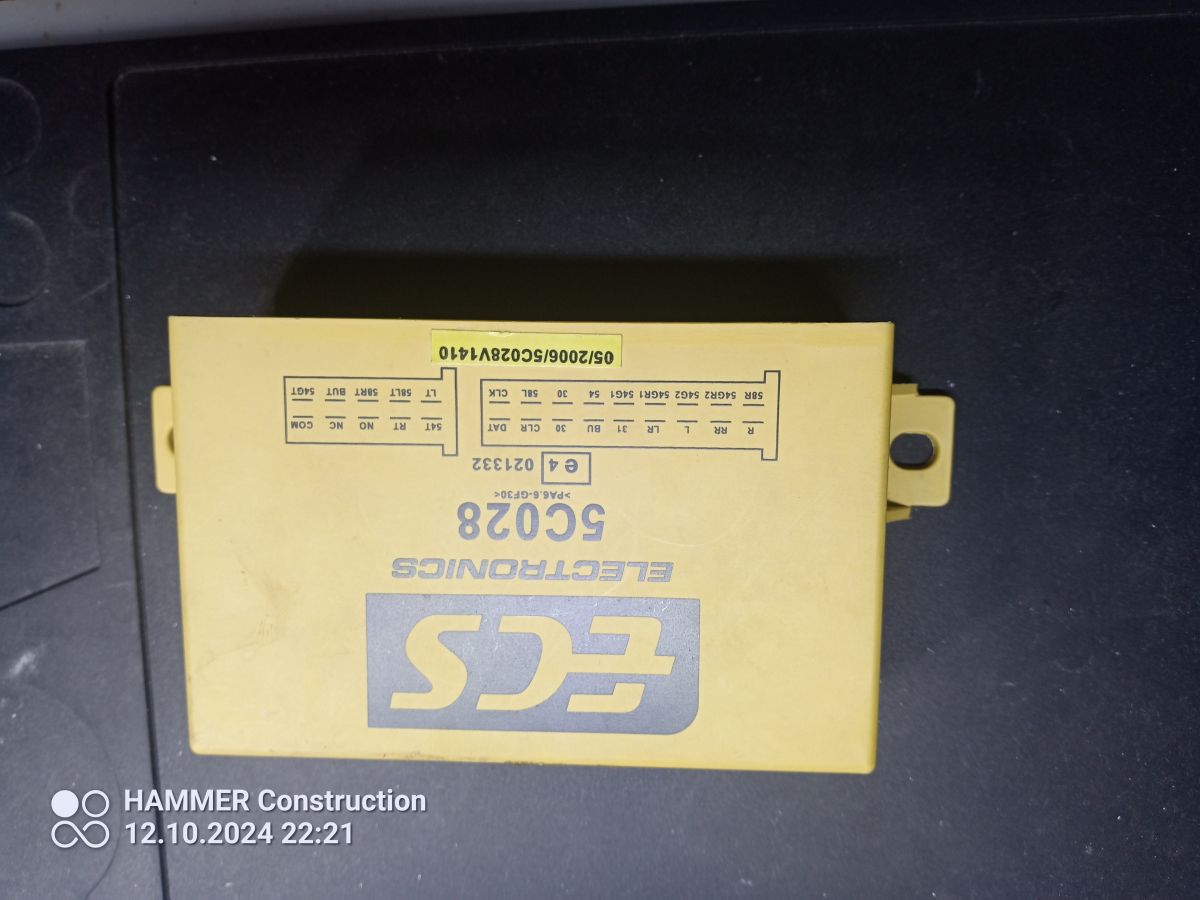 ECS
ELECTRONICS
5C028
>PA6.6-GF30<
e4 021332
R RR L LR 31 BU 30 CLR DAT
58R 54GR2 54G2 54GR1 54G1 54 30 58L CLK
54T RT NO NC COM
LT 58LT 58RT BUT 54GT
05/2006/5C028V1410
HAMMER Construction
12.10.2024 22:21